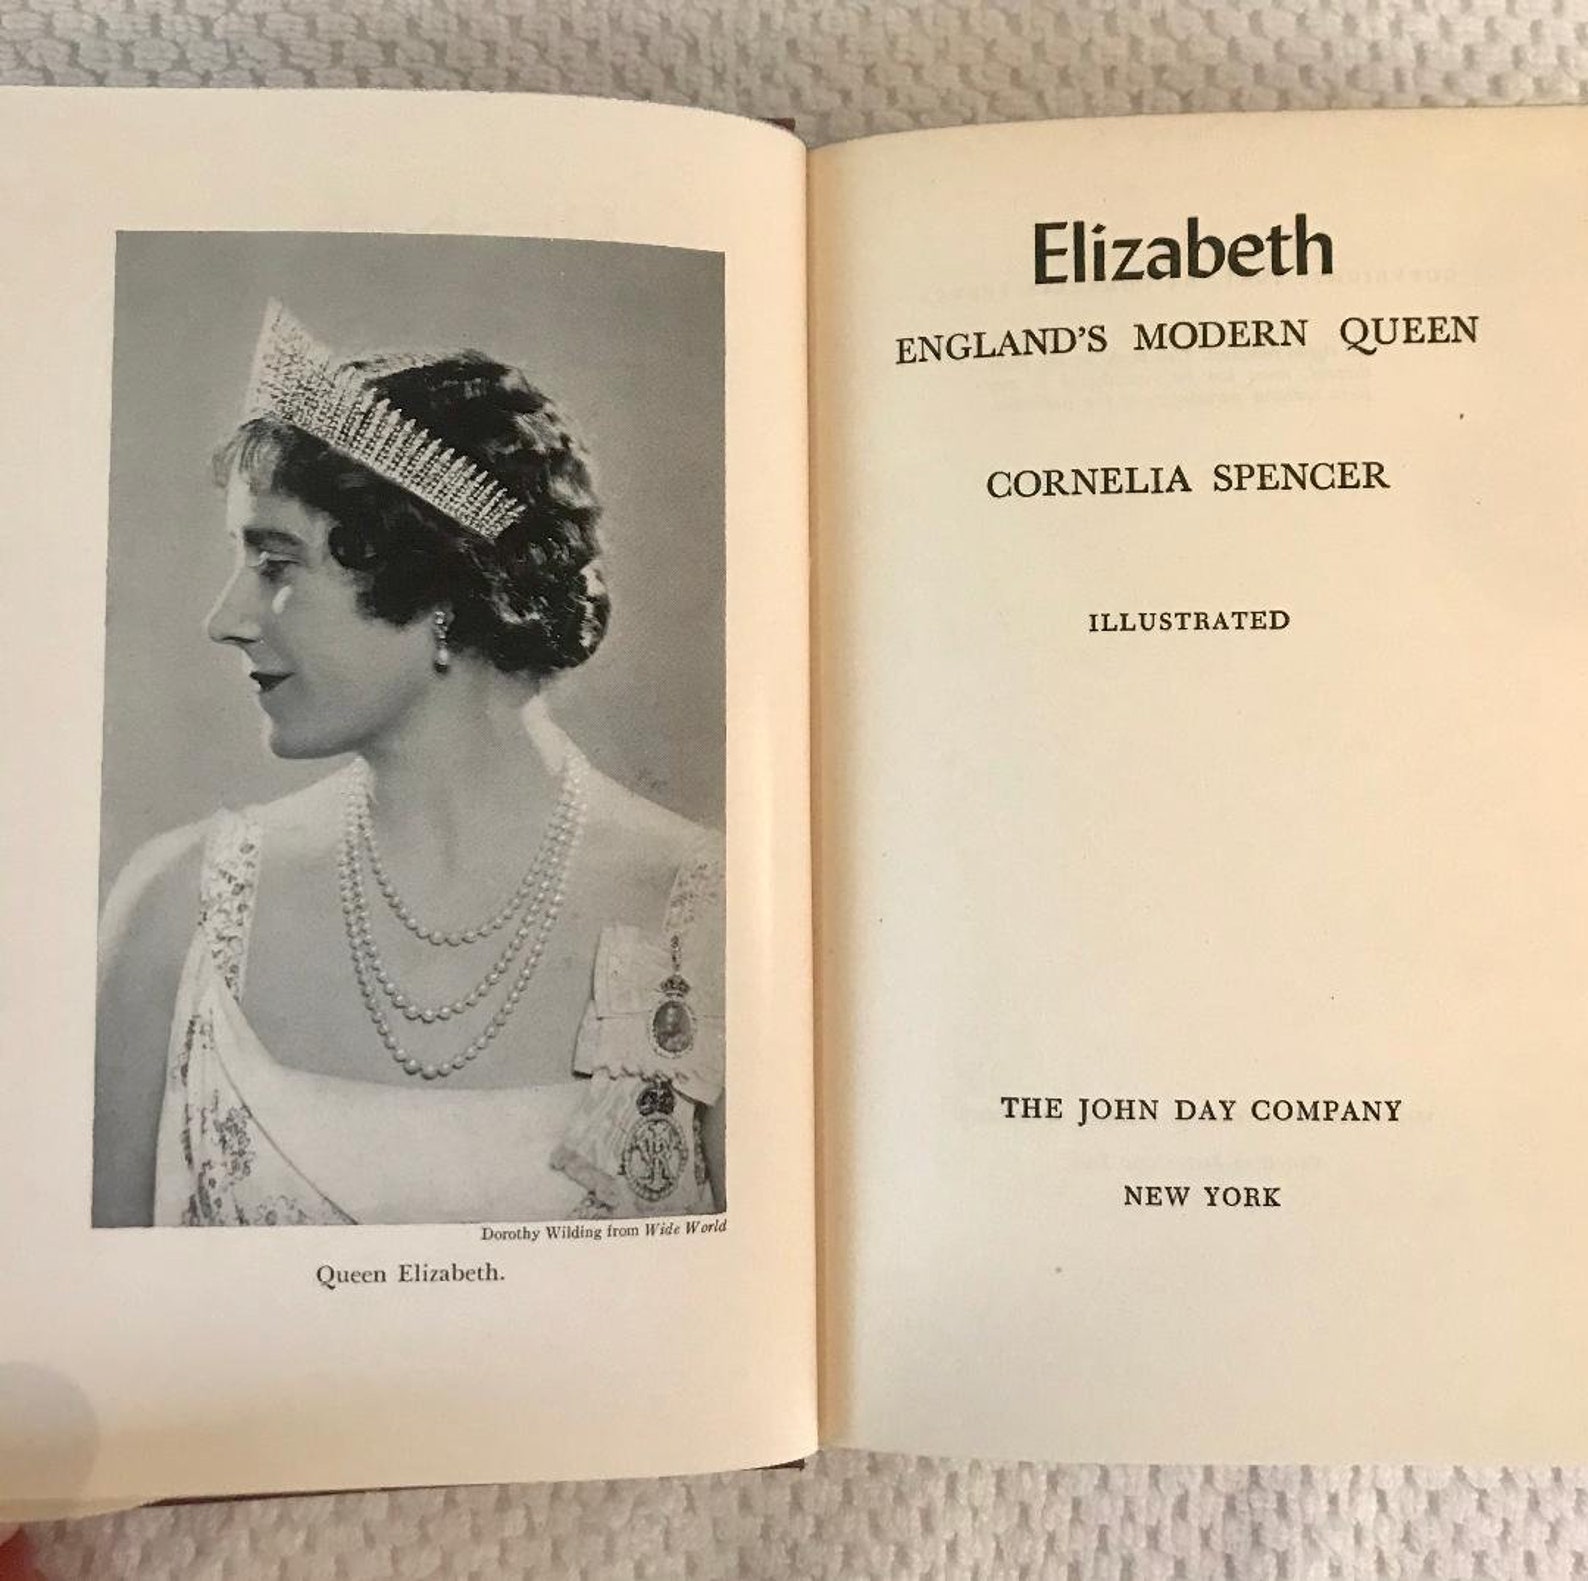 Dorothy Wilding from Wide World
Queen Elizabeth.
Elizabeth
ENGLAND'S MODERN QUEEN
CORNELIA SPENCER
ILLUSTRATED
THE JOHN DAY COMPANY
NEW YORK